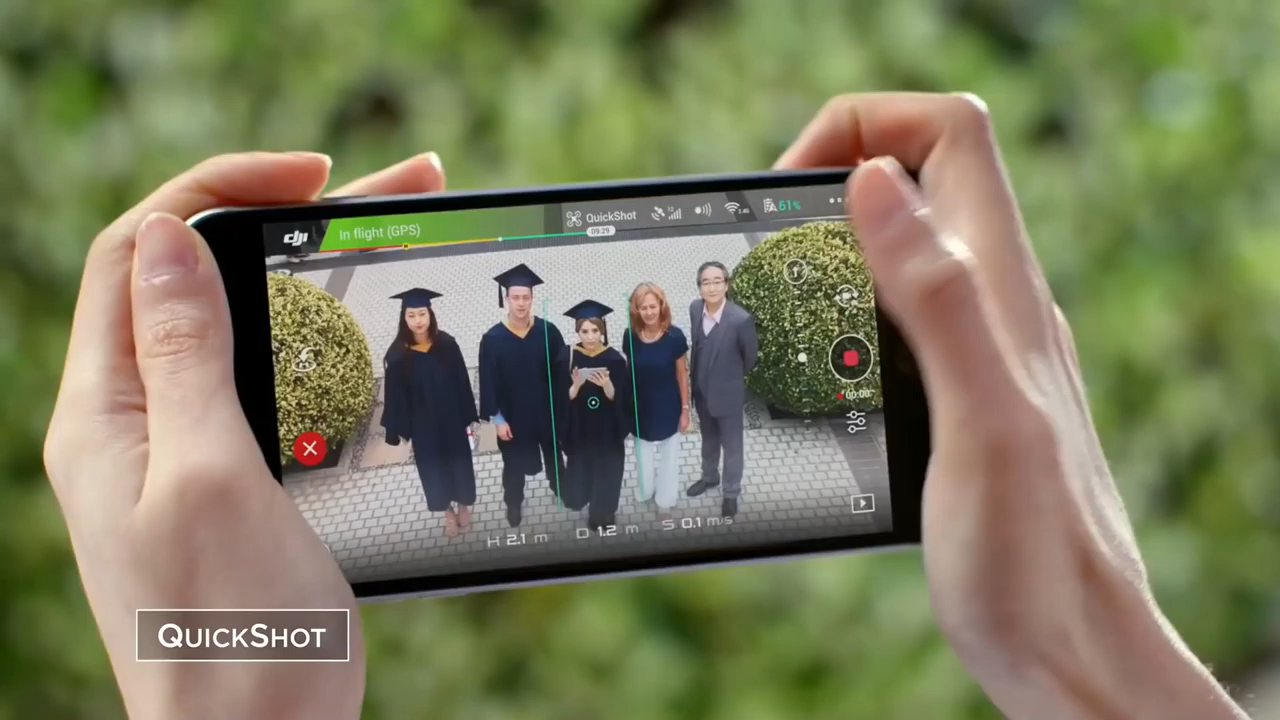 dji In flight (GPS) QuickShot 61%
09:29
00:00
H 2.1 m D 1.2 m S 0.1 m/s
QUICKSHOT